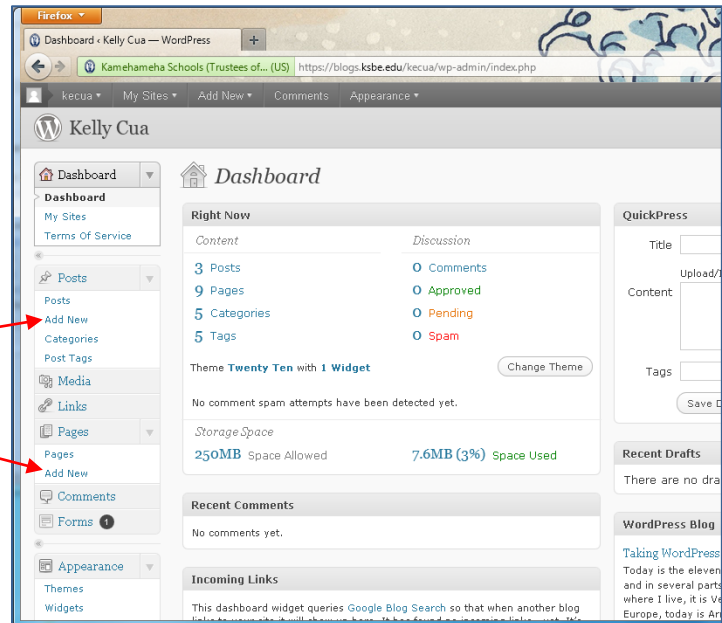 Firefox
Dashboard ‹ Kelly Cua — WordPress
Kamehameha Schools (Trustees of... (US) https://blogs.ksbe.edu/kecua/wp-admin/index.php
kecua My Sites Add New Comments Appearance
Kelly Cua
Dashboard
Dashboard
My Sites
Terms Of Service
Posts
Posts
Add New
Categories
Post Tags
Media
Links
Pages
Pages
Add New
Comments
Forms 1
Appearance
Themes
Widgets
Dashboard
Right Now
Content Discussion
3 Posts 0 Comments
9 Pages 0 Approved
5 Categories 0 Pending
5 Tags 0 Spam
Theme Twenty Ten with 1 Widget Change Theme
No comment spam attempts have been detected yet.
Storage Space
250MB Space Allowed 7.6MB (3%) Space Used
Recent Comments
No comments yet.
Incoming Links
This dashboard widget queries Google Blog Search so that when another blog
QuickPress
Title
Upload/I
Content
Tags
Save D
Recent Drafts
There are no dra
WordPress Blog
Taking WordPress
Today is the eleven
and in several parts
where I live, it is Ve
Europe, today is Ar